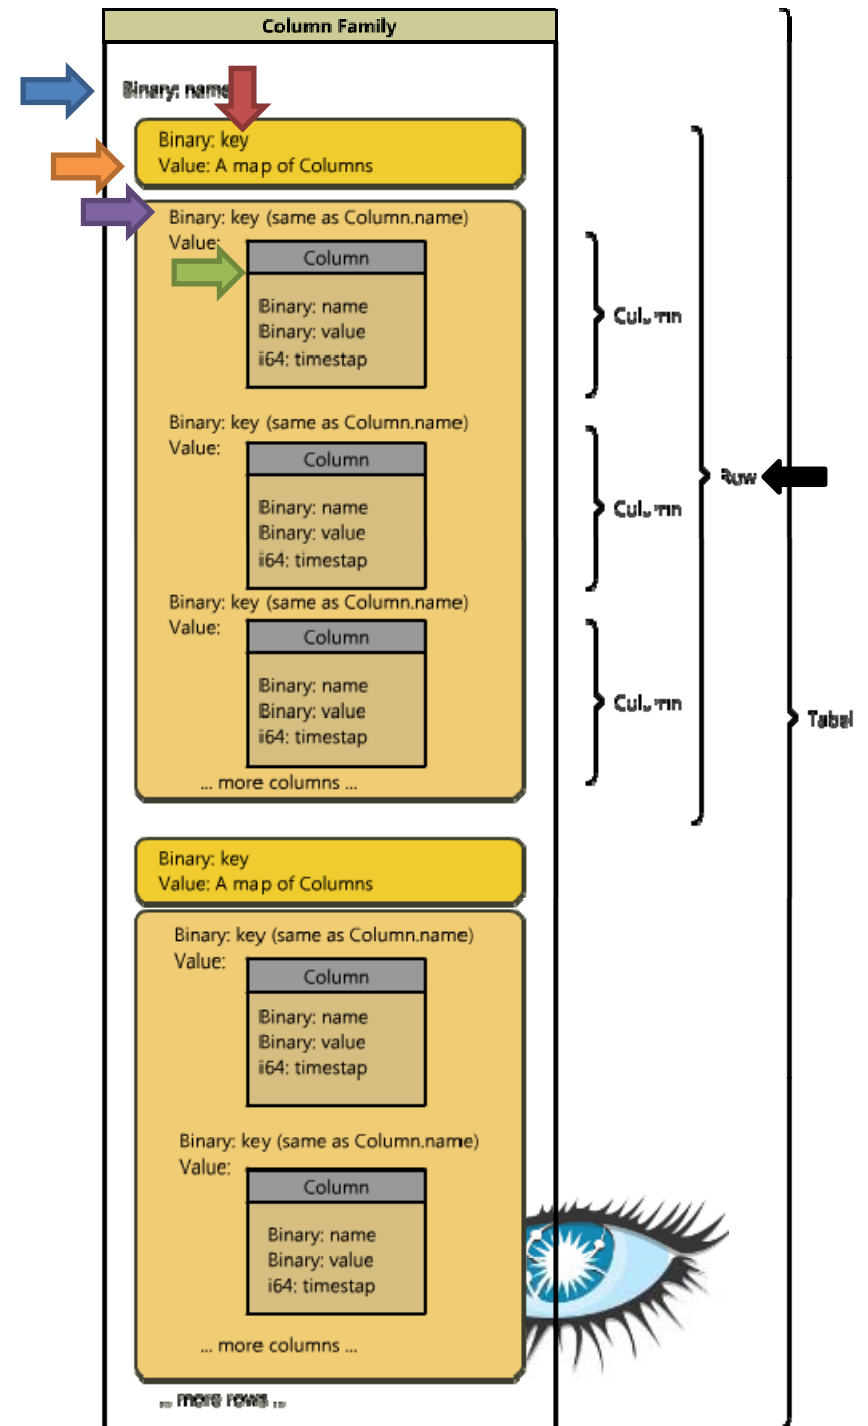 Column Family
Binary: name
Binary: key
Value: A map of Columns
Binary: key (same as Column.name)
Value:
Column
Binary: name
Binary: value
i64: timestap
Column
Binary: key (same as Column.name)
Value:
Column
Binary: name
Binary: value
i64: timestap
Column
Row
Binary: key (same as Column.name)
Value:
Column
Binary: name
Binary: value
i64: timestap
Column
Tabel
... more columns ...
Binary: key
Value: A map of Columns
Binary: key (same as Column.name)
Value:
Column
Binary: name
Binary: value
i64: timestap
Binary: key (same as Column.name)
Value:
Column
Binary: name
Binary: value
i64: timestap
... more columns ...
... more rows ...